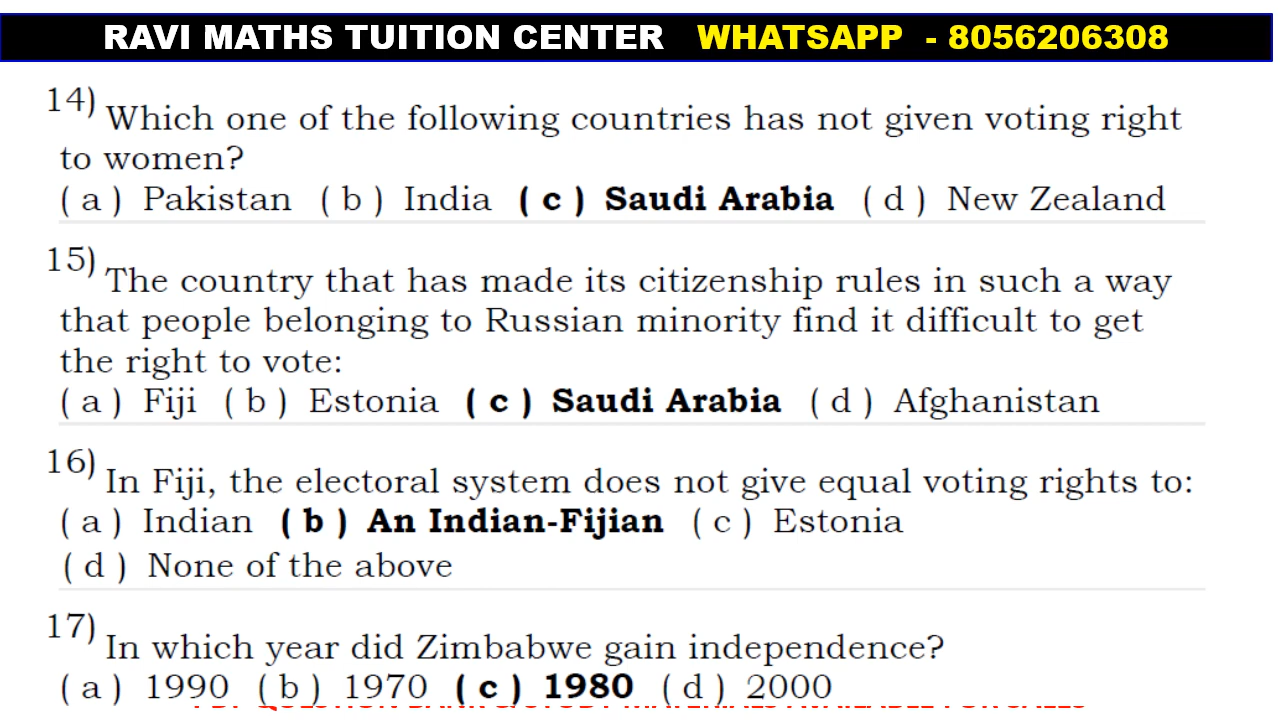 RAVI MATHS TUITION CENTER WHATSAPP - 8056206308
14) Which one of the following countries has not given voting right
to women?
( a ) Pakistan ( b ) India ( c ) Saudi Arabia ( d ) New Zealand
15) The country that has made its citizenship rules in such a way
that people belonging to Russian minority find it difficult to get
the right to vote:
( a ) Fiji ( b ) Estonia ( c ) Saudi Arabia ( d ) Afghanistan
16) In Fiji, the electoral system does not give equal voting rights to:
( a ) Indian ( b ) An Indian-Fijian ( c ) Estonia
( d ) None of the above
17) In which year did Zimbabwe gain independence?
( a ) 1990 ( b ) 1970 ( c ) 1980 ( d ) 2000